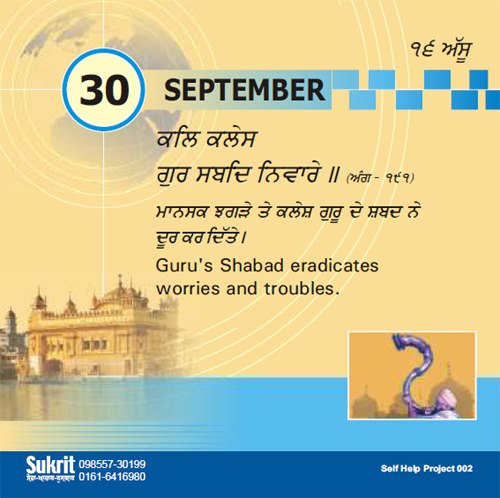 ੧੬ ਅੱਸੂ
30 SEPTEMBER
ਕਲਿ ਕਲੇਸ
ਗੁਰ ਸਬਦਿ ਨਿਵਾਰੇ ॥ (ਅੰਗ - ੧੯੧)
ਮਾਨਸਕ ਝਗੜੇ ਤੇ ਕਲੇਸ਼ ਗੁਰੂ ਦੇ ਸ਼ਬਦ ਨੇ
ਦੂਰ ਕਰ ਦਿੱਤੇ।
Guru's Shabad eradicates
worries and troubles.
Sukrit 098557-30199
0161-6416980
Self Help Project 002